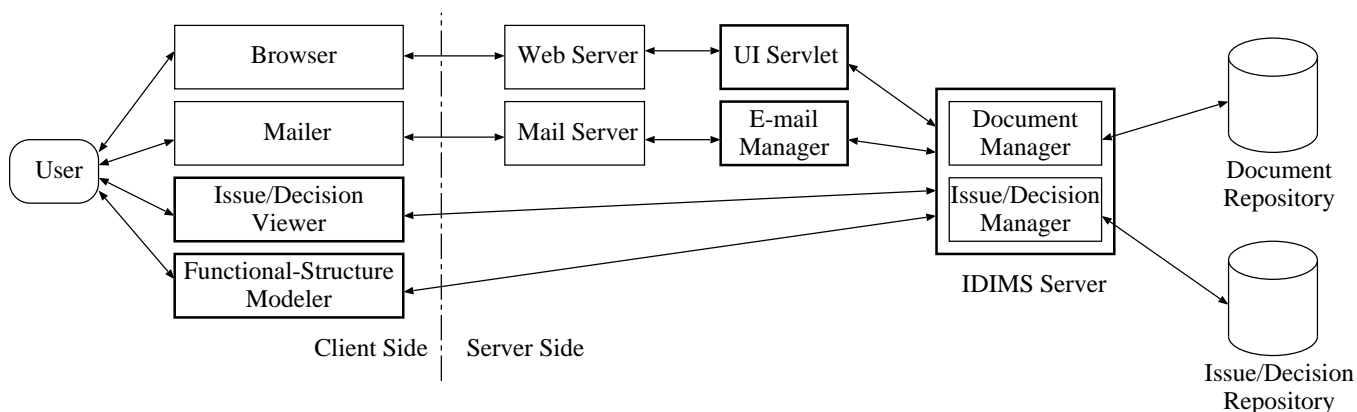 Browser
Web Server
UI Servlet
Mailer
Mail Server
E-mail
Manager
Document
Manager
User
Issue/Decision
Viewer
Issue/Decision
Manager
Document
Repository
Functional-Structure
Modeler
IDIMS Server
Client Side
Server Side
Issue/Decision
Repository